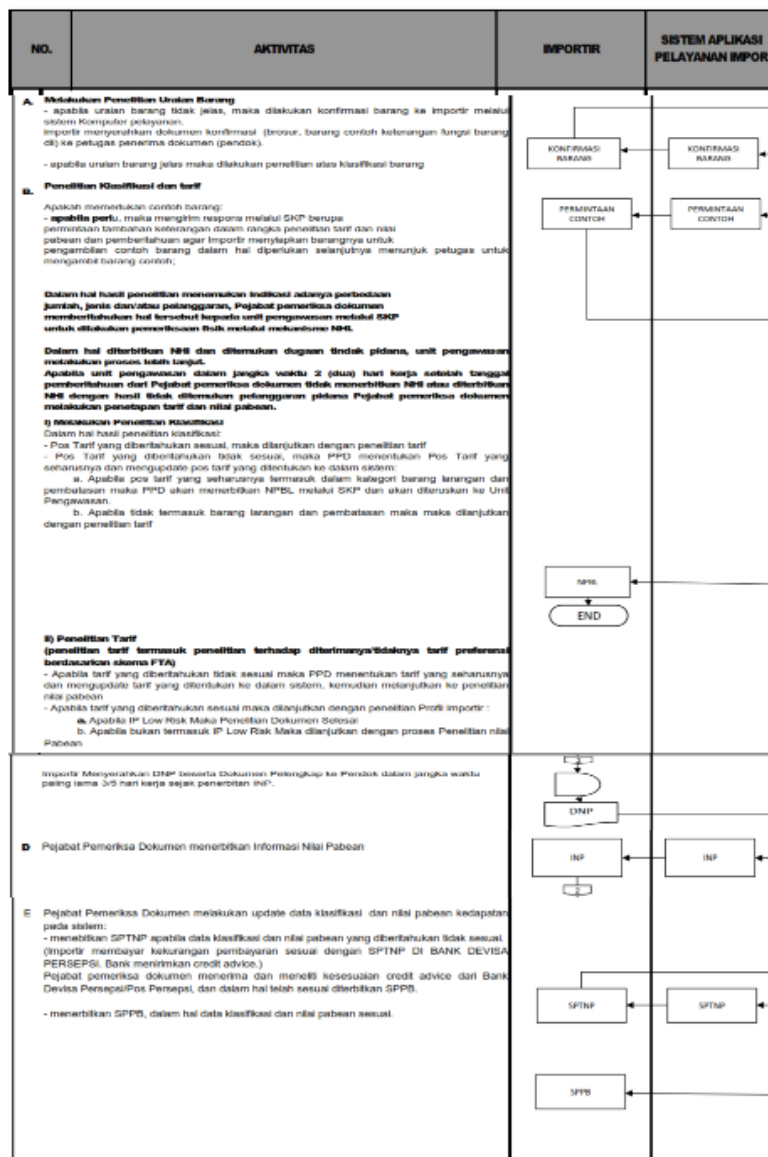 NO.
AKTIVITAS
IMPORTIR
SISTEM APLIKASI
PELAYANAN IMPOR
A. Melakukan Penelitian Uraian Barang
- apabila uraian barang tidak jelas, maka dilakukan konfirmasi barang ke importir melalui
sistem Komputer pelayanan.
importir menyerahkan dokumen konfirmasi (brosur, barang contoh keterangan fungsi barang
dll) ke petugas penerima dokumen (pendok).
- apabila uraian barang jelas maka dilakukan penelitian atas klasifikasi barang
KONFIRMASI
BARANG
KONFIRMASI
BARANG
B. Penelitian Klasifikasi dan tarif
Apakah memerlukan contoh barang:
- apabila perlu, maka mengirim respons melalui SKP berupa
permintaan tambahan keterangan dalam rangka penelitian tarif dan nilai
pabean dan pemberitahuan agar Importir menyiapkan barangnya untuk
pengambilan contoh barang dalam hal diperlukan selanjutnya menunjuk petugas untuk
mengambil barang contoh;
PERMINTAAN
CONTOH
PERMINTAAN
CONTOH
Dalam hal hasil penelitian menemukan indikasi adanya perbedaan
jumlah, jenis dan/atau pelanggaran, Pejabat pemeriksa dokumen
memberitahukan hal tersebut kepada unit pengawasan melalui SKP
untuk dilakukan pemeriksaan fisik melalui mekanisme NHI.
Dalam hal diterbitkan NHI dan ditemukan dugaan tindak pidana, unit pengawasan
melakukan proses lebih lanjut.
Apabila unit pengawasan dalam jangka waktu 2 (dua) hari kerja setelah tanggal
pemberitahuan dari Pejabat pemeriksa dokumen tidak menerbitkan NHI atau diterbitkan
NHI dengan hasil tidak ditemukan pelanggaran pidana Pejabat pemeriksa dokumen
melakukan penetapan tarif dan nilai pabean.
I) Melakukan Penelitian Klasifikasi
Dalam hal hasil penelitian klasifikasi:
- Pos Tarif yang diberitahukan sesuai, maka dilanjutkan dengan penelitian tarif
- Pos Tarif yang diberitahukan tidak sesuai, maka PPD menentukan Pos Tarif yang
seharusnya dan mengupdate pos tarif yang ditentukan ke dalam sistem:
a. Apabila pos tarif yang seharusnya termasuk dalam kategori barang larangan dan
pembatasan maka PPD akan menerbitkan NPBL melalui SKP dan akan diteruskan ke Unit
Pengawasan.
b. Apabila tidak termasuk barang larangan dan pembatasan maka maka dilanjutkan
dengan penelitian tarif
NPBL
END
II) Penelitian Tarif
(penelitian tarif termasuk penelitian terhadap diterimanya/tidaknya tarif preferensi
berdasarkan skema FTA)
- Apabila tarif yang diberitahukan tidak sesuai maka PPD menentukan tarif yang seharusnya
dan mengupdate tarif yang ditentukan ke dalam sistem, kemudian melanjutkan ke penelitian
nilai pabean
- Apabila tarif yang diberitahukan sesuai maka dilanjutkan dengan penelitian Profil Importir :
a. Apabila IP Low Risk Maka Penelitian Dokumen Selesai
b. Apabila bukan termasuk IP Low Risk Maka dilanjutkan dengan proses Penelitian nilai
Pabean
Importir Menyerahkan DNP beserta Dokumen Pelengkap ke Pendok dalam jangka waktu
paling lama 3/5 hari kerja sejak penerbitan INP.
DNP
D Pejabat Pemeriksa Dokumen menerbitkan Informasi Nilai Pabean
INP
INP
2
E Pejabat Pemeriksa Dokumen melakukan update data klasifikasi dan nilai pabean kedapatan
pada sistem:
- menebitkan SPTNP apabila data klasifikasi dan nilai pabean yang diberitahukan tidak sesuai.
(Importir membayar kekurangan pembayaran sesuai dengan SPTNP DI BANK DEVISA
PERSEPSI. Bank menirimkan credit advice.)
Pejabat pemeriksa dokumen menerima dan meneliti kesesuaian credit advice dari Bank
Devisa Persepsi/Pos Persepsi, dan dalam hal telah sesuai diterbitkan SPPB.
- menerbitkan SPPB, dalam hal data klasifikasi dan nilai pabean sesuai.
SPTNP
SPTNP
SPPB